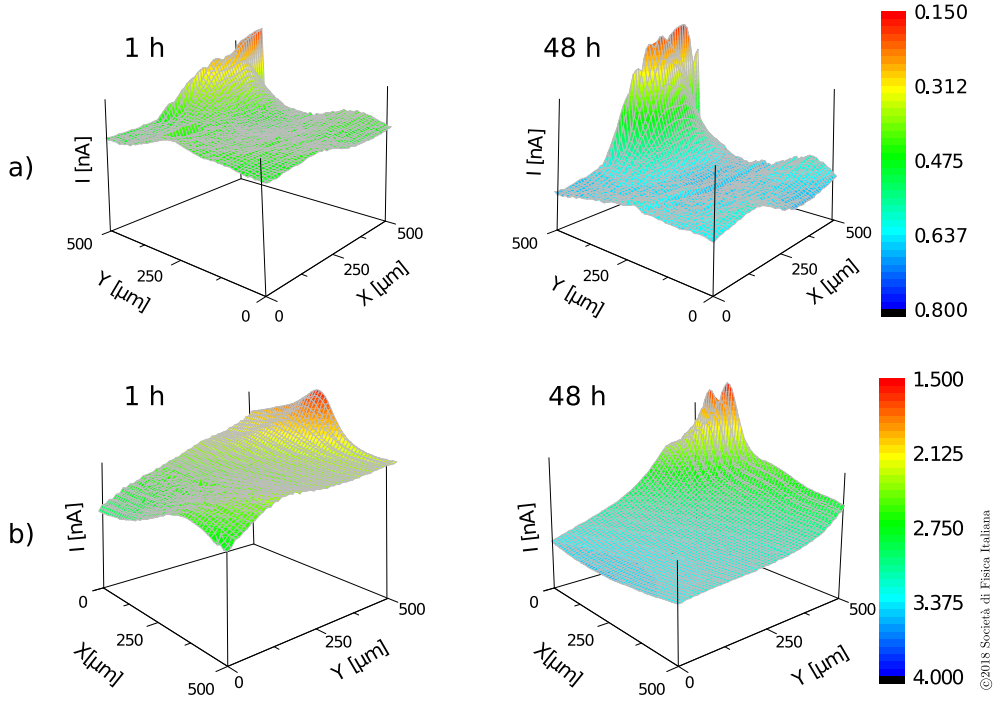 a)
1 h
I [nA]
500
250
0
Y [µm]
0
250
500
X [µm]
48 h
I [nA]
500
250
0
Y [µm]
0
250
500
X [µm]
0.150
0.312
0.475
0.637
0.800
b)
1 h
I [nA]
0
250
500
X[µm]
0
250
500
Y [µm]
48 h
I [nA]
0
250
500
X[µm]
0
250
500
Y [µm]
1.500
2.125
2.750
3.375
4.000
©2018 Società di Fisica Italiana